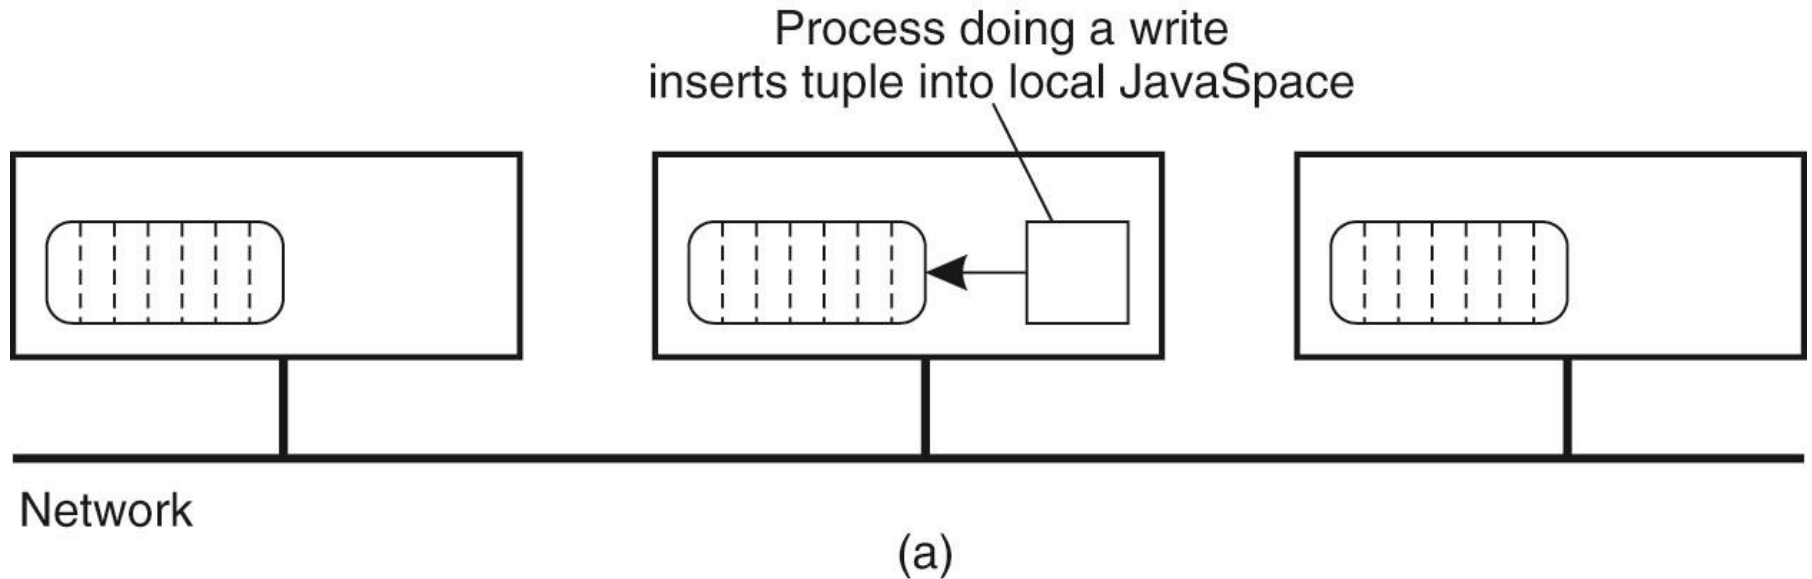 Process doing a write
inserts tuple into local JavaSpace
Network
(a)